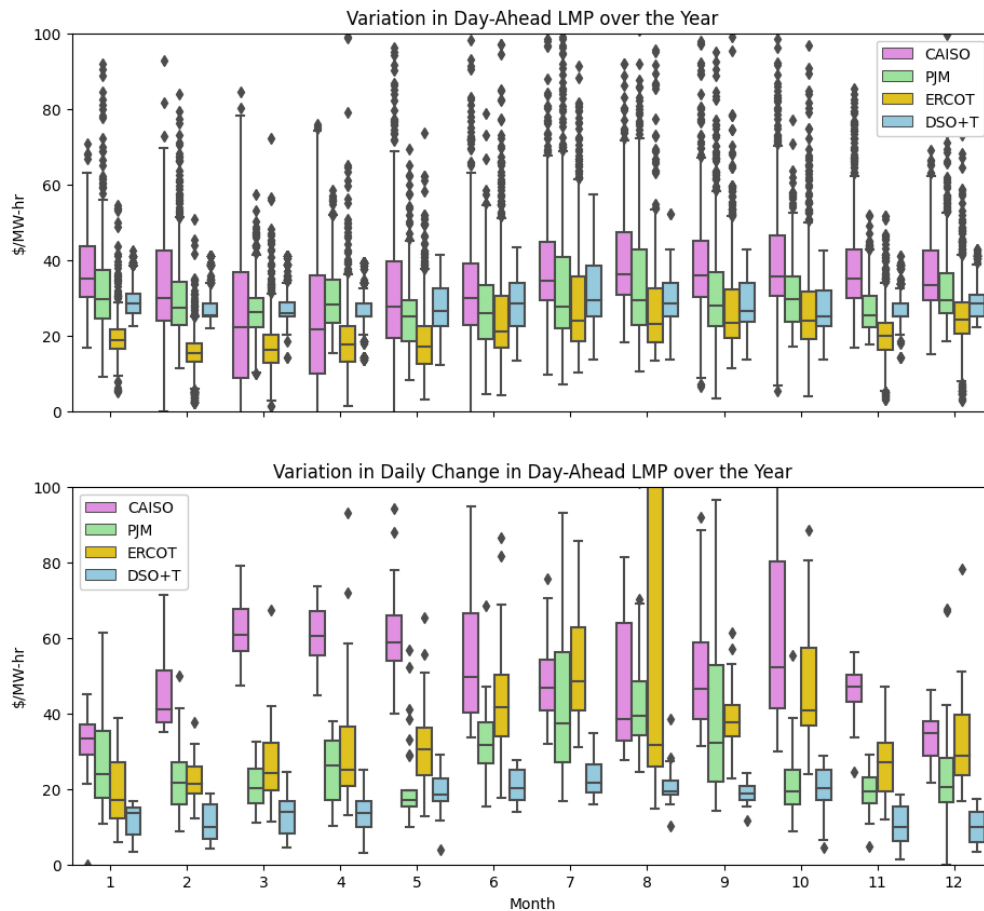 Variation in Day-Ahead LMP over the Year
100
80
60
40
20
0
$/MW-hr
CAISO
PJM
ERCOT
DSO+T
Variation in Daily Change in Day-Ahead LMP over the Year
100
80
60
40
20
0
$/MW-hr
CAISO
PJM
ERCOT
DSO+T
1 2 3 4 5 6 7 8 9 10 11 12
Month